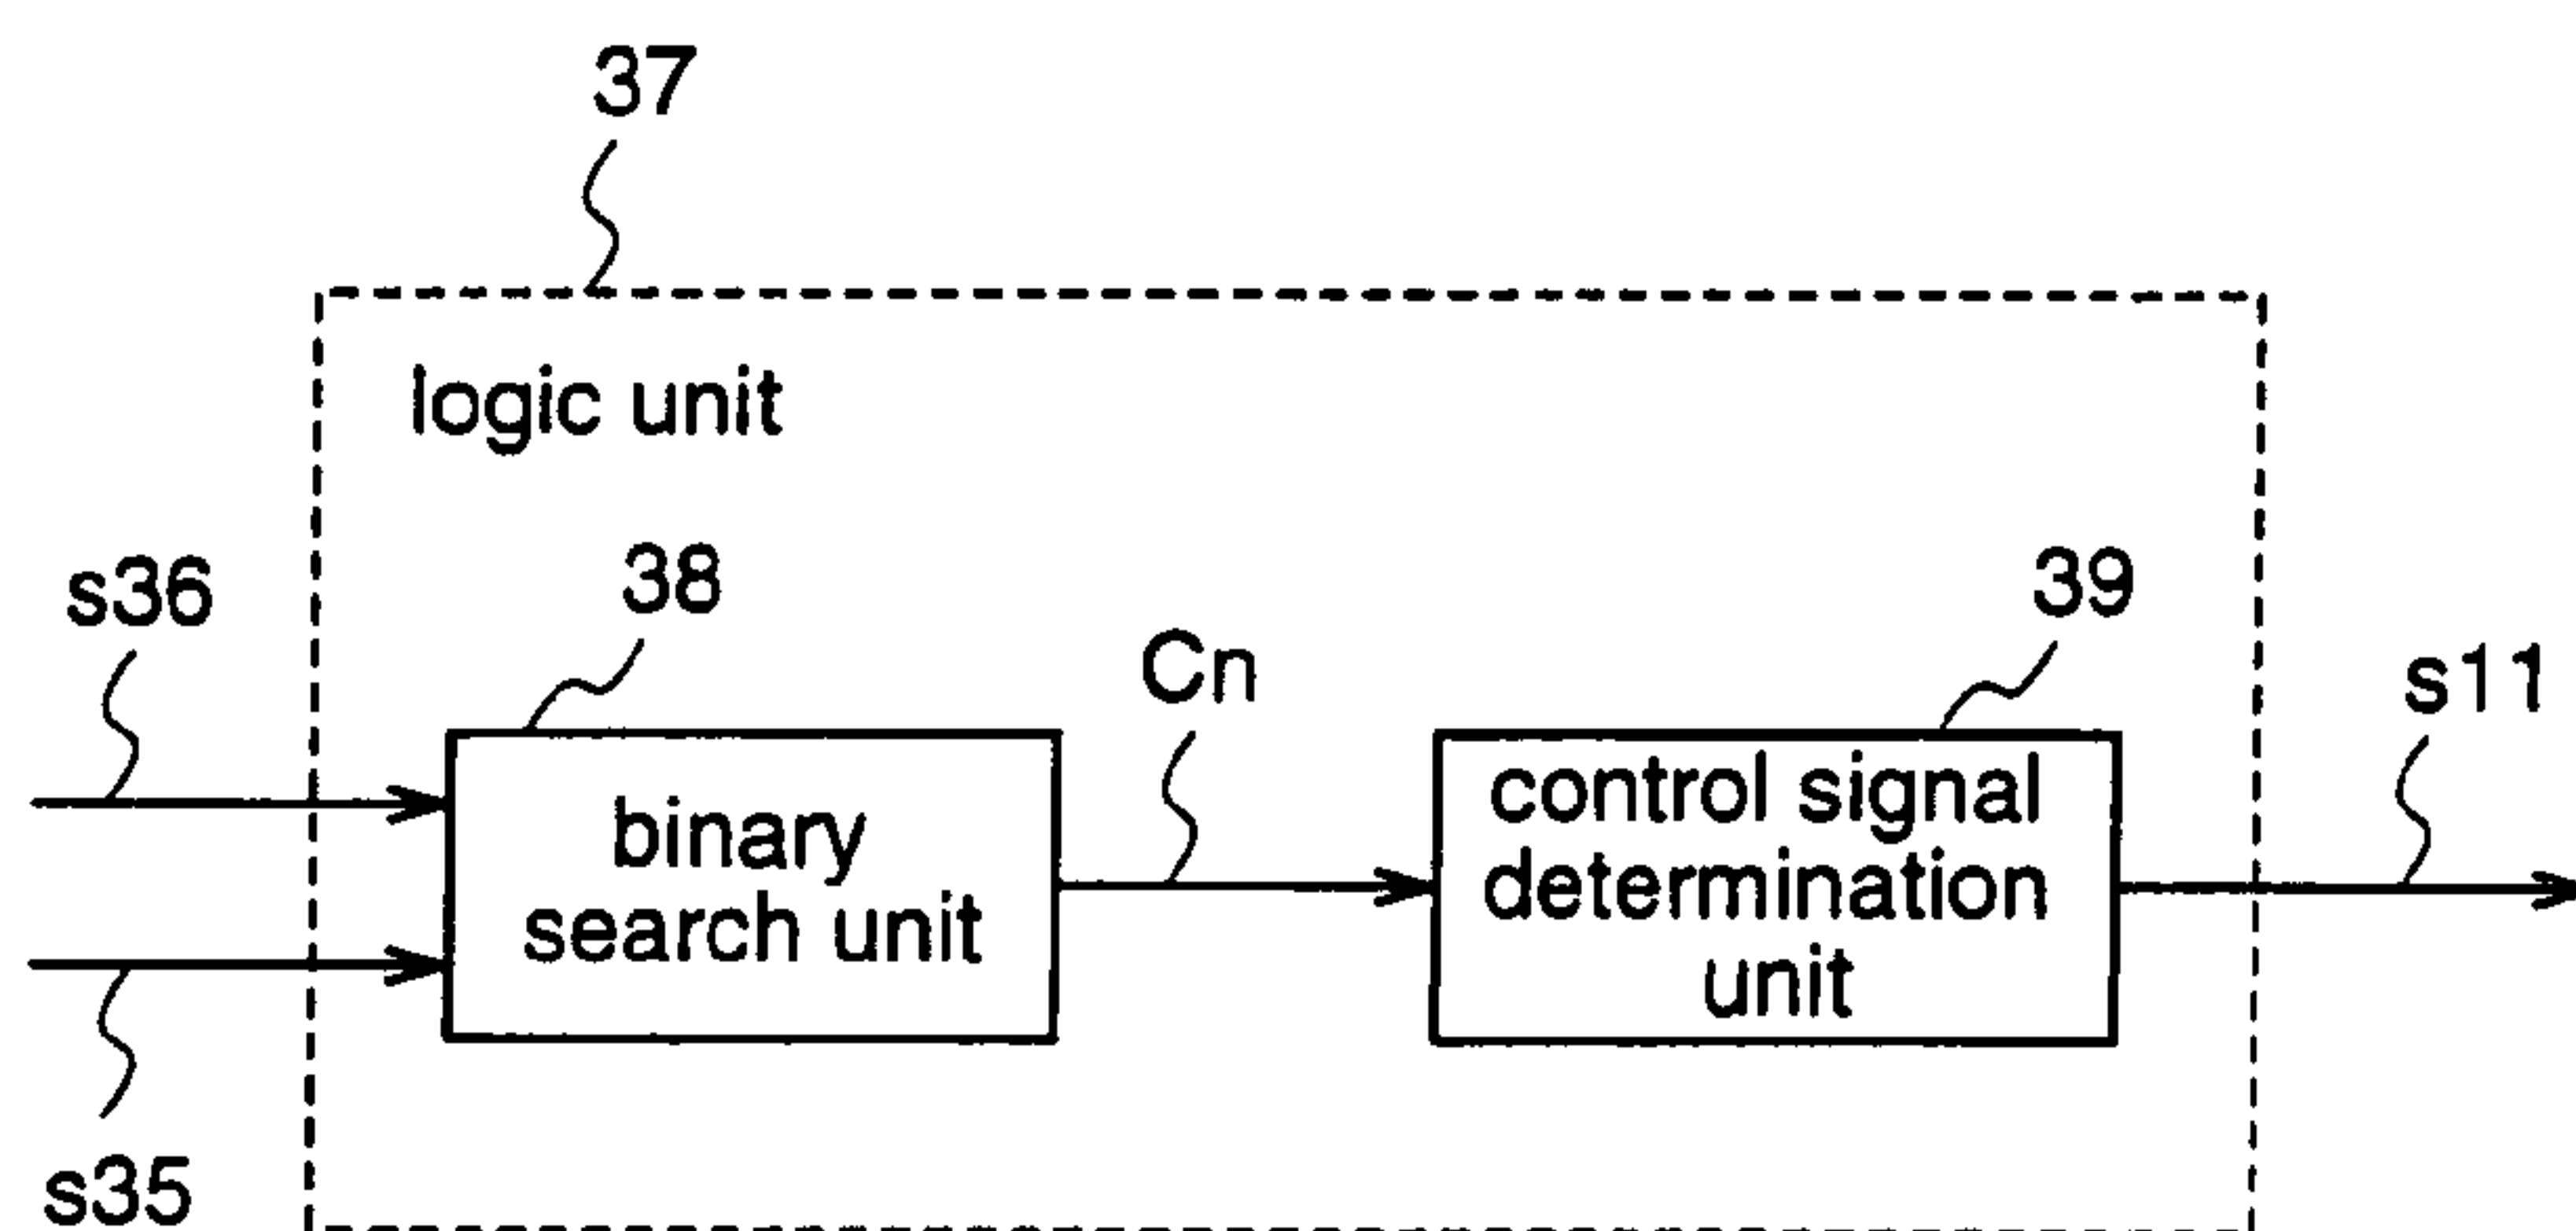 37
logic unit
s36
38
Cn
39
s11
binary
search unit
control signal
determination
unit
s35